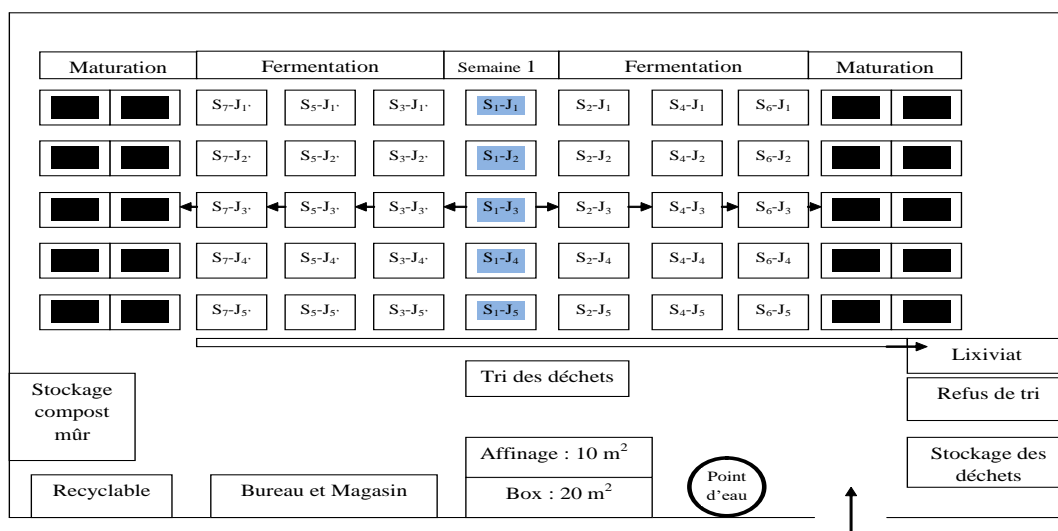 Maturation Fermentation Semaine 1 Fermentation Maturation
S₇-J₁· S₅-J₁· S₃-J₁· S₁-J₁ S₂-J₁ S₄-J₁ S₆-J₁
S₇-J₂· S₅-J₂· S₃-J₂· S₁-J₂ S₂-J₂ S₄-J₂ S₆-J₂
S₇-J₃· S₅-J₃· S₃-J₃· S₁-J₃ S₂-J₃ S₄-J₃ S₆-J₃
S₇-J₄· S₅-J₄· S₃-J₄· S₁-J₄ S₂-J₄ S₄-J₄ S₆-J₄
S₇-J₅· S₅-J₅· S₃-J₅· S₁-J₅ S₂-J₅ S₄-J₅ S₆-J₅
Lixiviat
Tri des déchets
Refus de tri
Stockage
compost
mûr
Affinage : 10 m²
Stockage des
déchets
Recyclable
Bureau et Magasin
Box : 20 m²
Point
d'eau